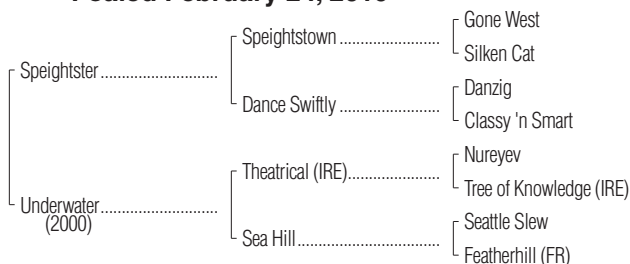 Foaled February
Gone West
Speightstown
Silken Cat
Speightster
Danzig
Dance Swiftly
Classy 'n Smart
Nureyev
Theatrical (IRE)
Tree of Knowledge (IRE)
Underwater
(2000)
Seattle Slew
Sea Hill
Featherhill (FR)